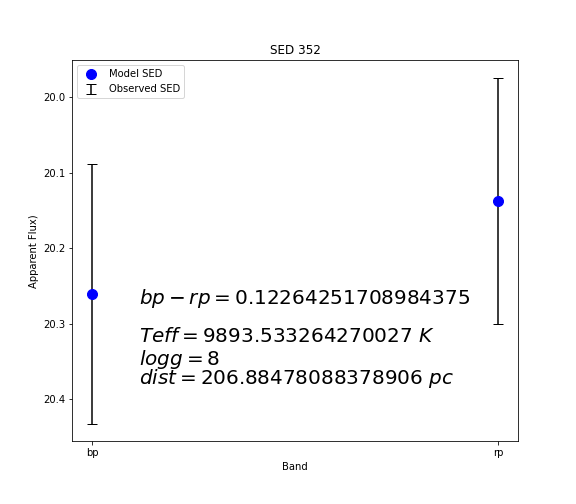 SED 352
Model SED
Observed SED
20.0
20.1
20.2
20.3
20.4
Apparent Flux)
bp − rp = 0.12264251708984375
Teff = 9893.533264270027 K
logg = 8
dist = 206.88478088378906 pc
bp
rp
Band